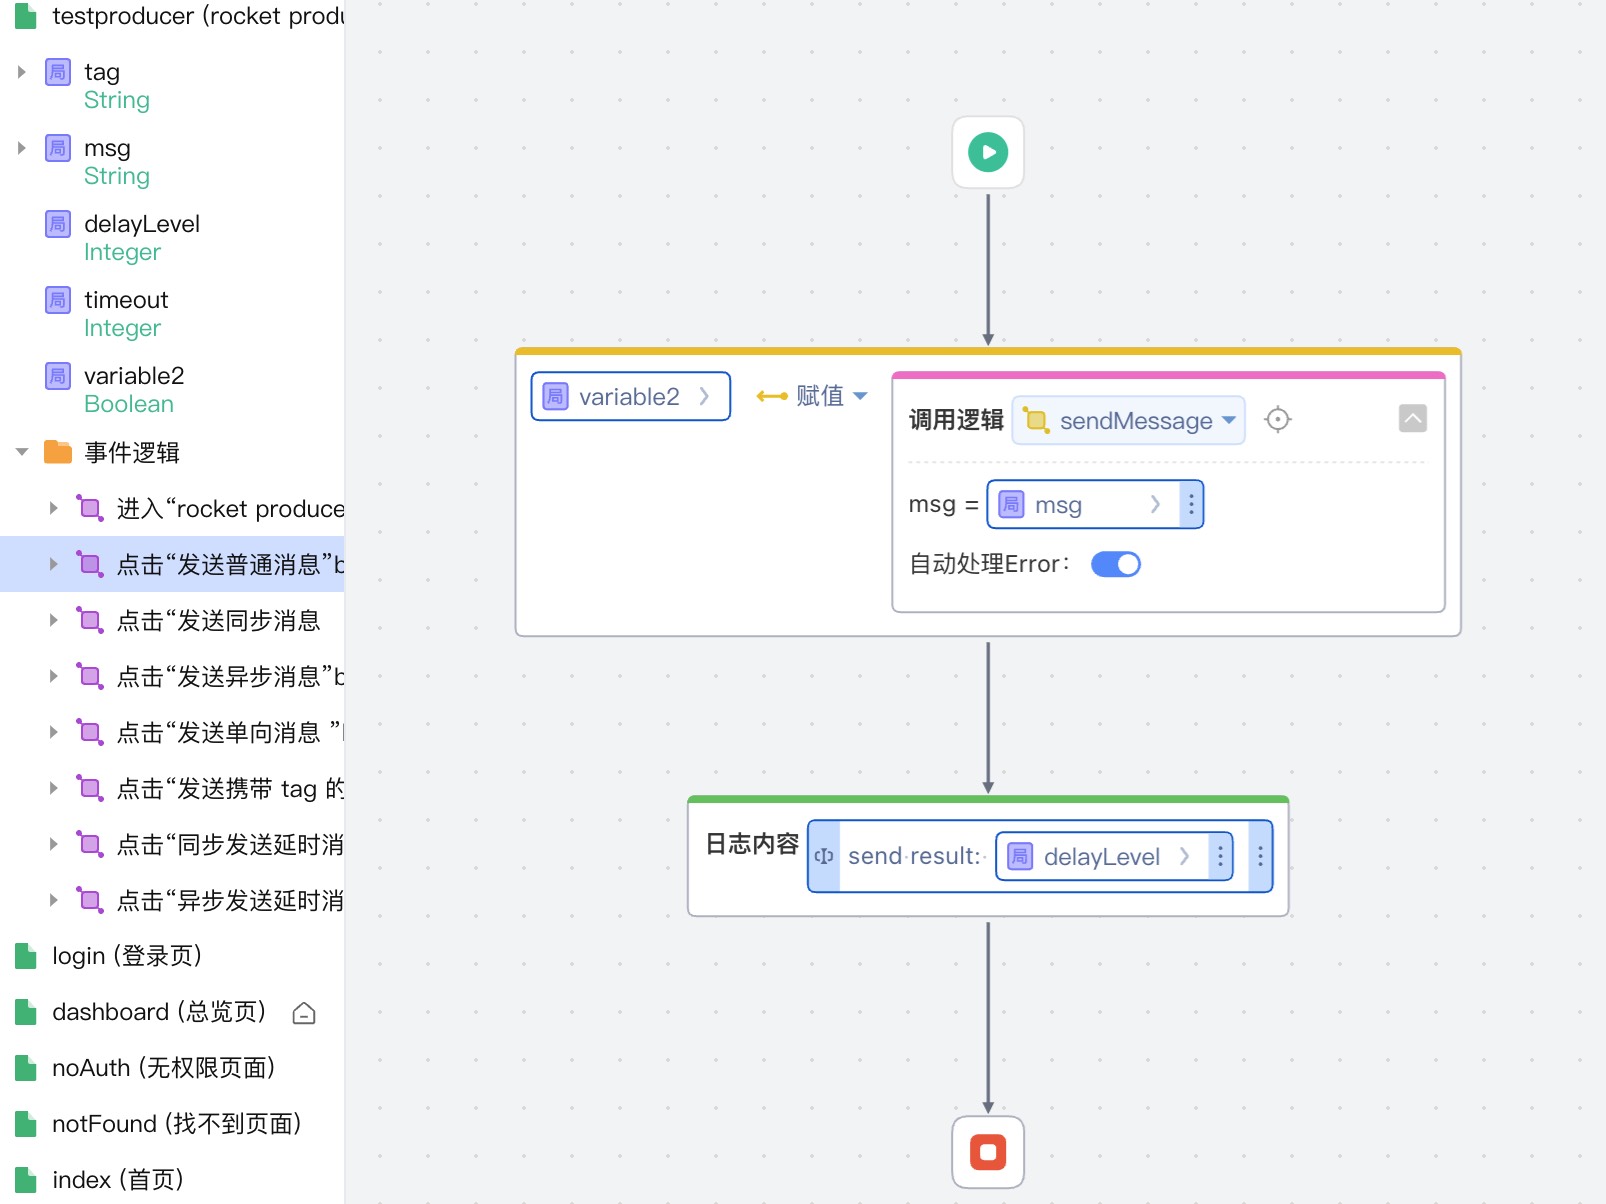 testproducer (rocket produ
局 tag
String
局 msg
String
局 delayLevel
Integer
局 timeout
Integer
局 variable2
Boolean
事件逻辑
进入“rocket produce
点击“发送普通消息”b
点击“发送同步消息
点击“发送异步消息”b
点击“发送单向消息 ”
点击“发送携带 tag 的
点击“同步发送延时消
点击“异步发送延时消
login (登录页)
dashboard (总览页)
noAuth (无权限页面)
notFound (找不到页面)
index (首页)
局 variable2 赋值
调用逻辑 sendMessage
msg = 局 msg
自动处理Error：
日志内容 send result: 局 delayLevel